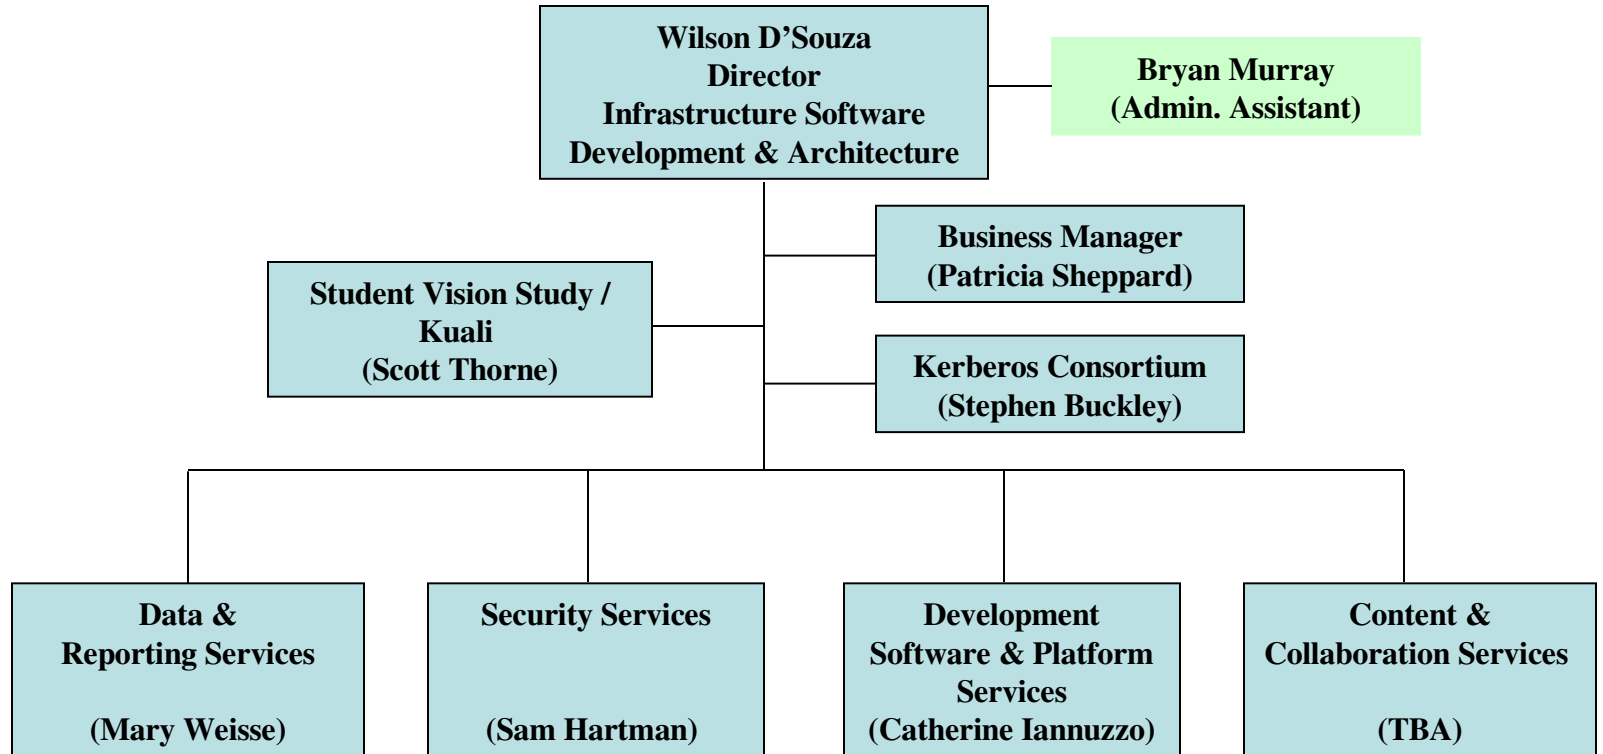 Wilson D’Souza
Director
Infrastructure Software
Development & Architecture
Bryan Murray
(Admin. Assistant)
Business Manager
(Patricia Sheppard)
Student Vision Study /
Kuali
(Scott Thorne)
Kerberos Consortium
(Stephen Buckley)
Data &
Reporting Services
(Mary Weisse)
Security Services
(Sam Hartman)
Development
Software & Platform
Services
(Catherine Iannuzzo)
Content &
Collaboration Services
(TBA)